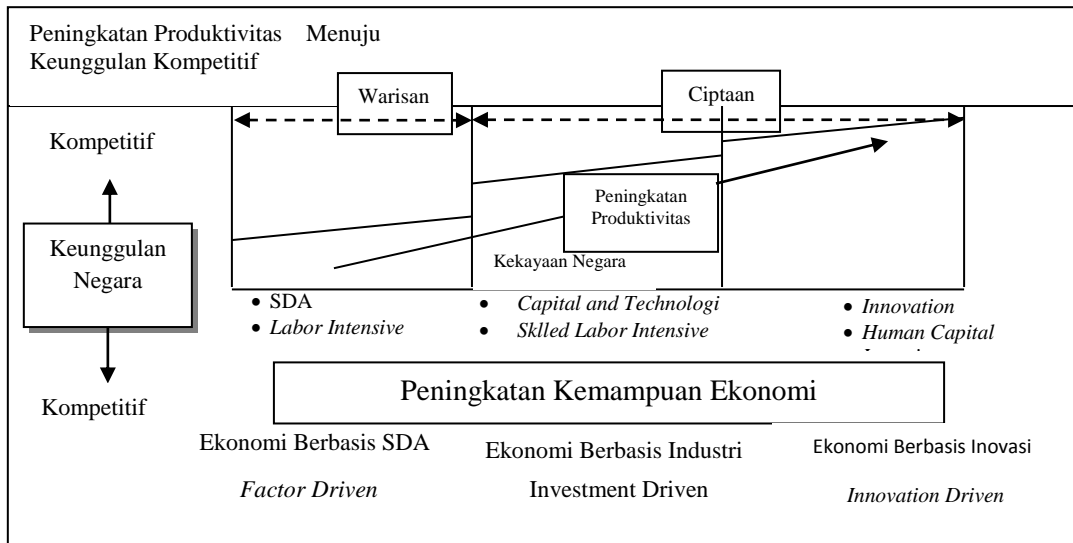 Peningkatan Produktivitas Menuju
Keunggulan Kompetitif
Warisan
Ciptaan
Kompetitif
Peningkatan
Produktivitas
Keunggulan
Negara
Kekayaan Negara
• SDA
• Labor Intensive
• Capital and Technologi
• Sklled Labor Intensive
• Innovation
• Human Capital
Kompetitif
Peningkatan Kemampuan Ekonomi
Ekonomi Berbasis SDA
Factor Driven
Ekonomi Berbasis Industri
Investment Driven
Ekonomi Berbasis Inovasi
Innovation Driven